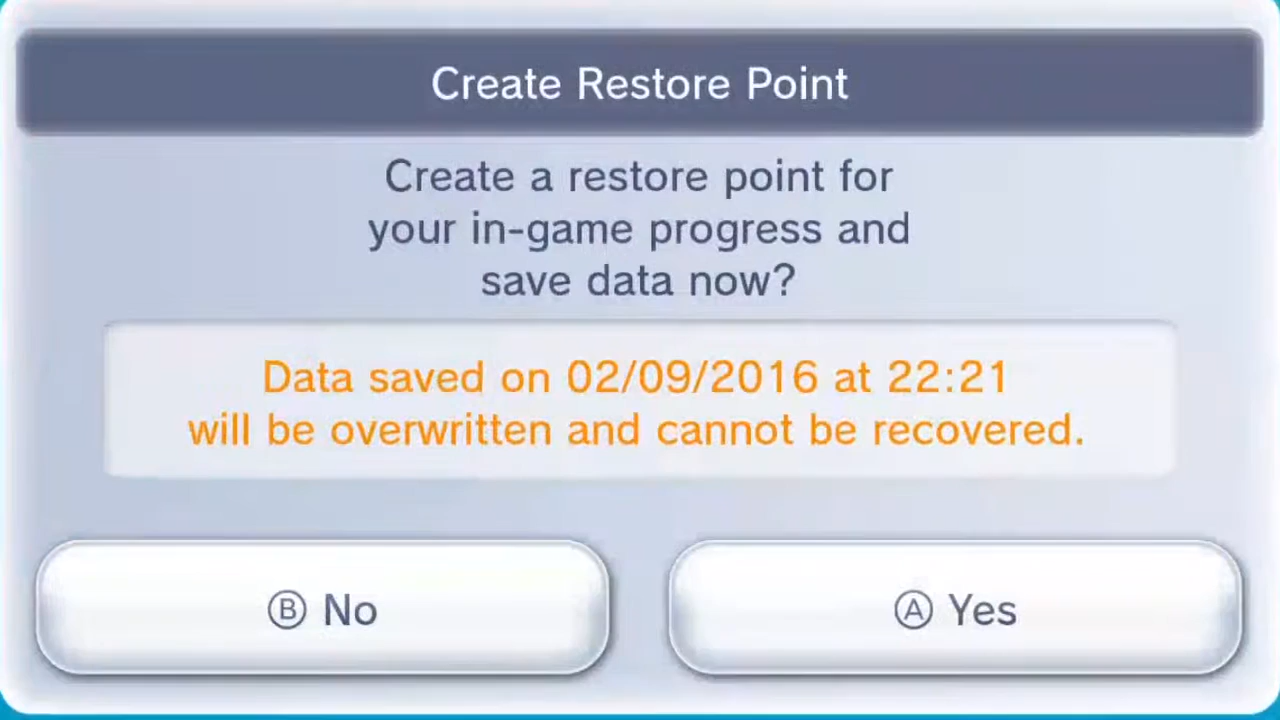 Create Restore Point
Create a restore point for
your in-game progress and
save data now?
Data saved on 02/09/2016 at 22:21
will be overwritten and cannot be recovered.
Ⓑ No
Ⓐ Yes